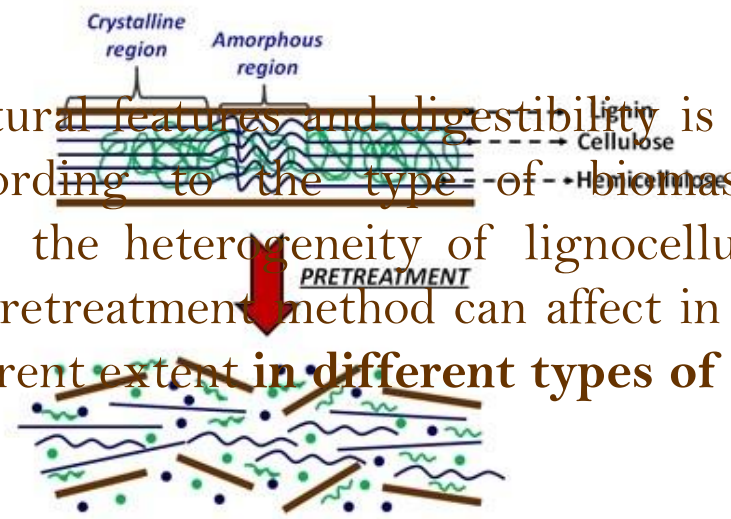 Crystalline
region
Amorphous
region
tural features and digestibility is
Lignin
Cellulose
ording to the type of biomas
Hemicellulose
the heterogeneity of lignocellu
PRETREATMENT
retreatment method can affect in
rent extent in different types of